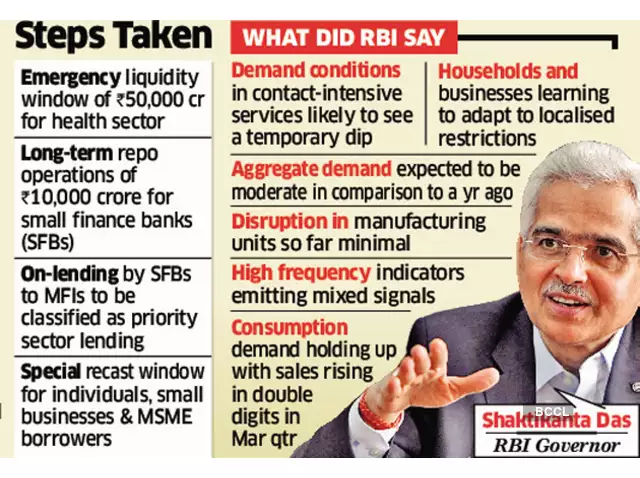 Steps Taken
Emergency liquidity
window of ₹50,000 cr
for health sector
Long-term repo
operations of
₹10,000 crore for
small finance banks
(SFBs)
On-lending by SFBs
to MFIs to be
classified as priority
sector lending
Special recast window
for individuals, small
businesses & MSME
borrowers
WHAT DID RBI SAY
Demand conditions
in contact-intensive
services likely to see
a temporary dip
Households and
businesses learning
to adapt to localised
restrictions
Aggregate demand expected to be
moderate in comparison to a yr ago
Disruption in manufacturing
units so far minimal
High frequency indicators
emitting mixed signals
Consumption
demand holding up
with sales rising
in double
digits in
Mar qtr
BCCL
Shaktikanta Das
RBI Governor